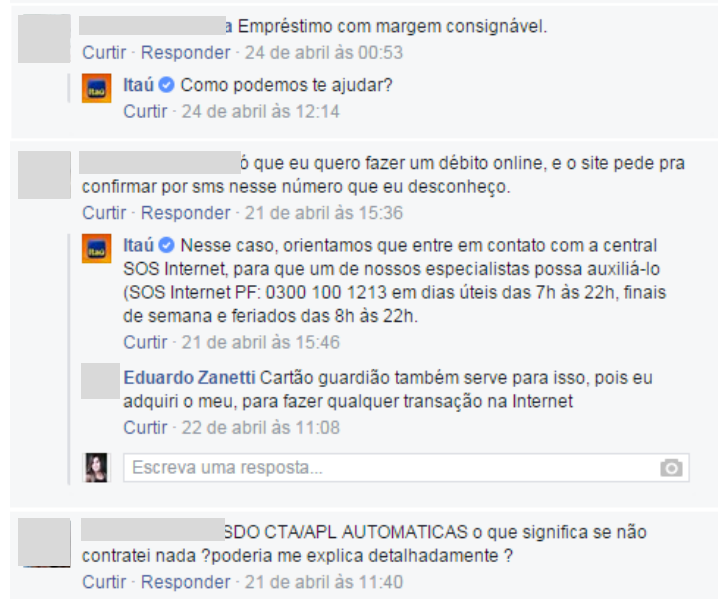 a Empréstimo com margem consignável.
Curtir · Responder · 24 de abril às 00:53
Itaú Como podemos te ajudar?
Curtir · 24 de abril às 12:14
ó que eu quero fazer um débito online, e o site pede pra
confirmar por sms nesse número que eu desconheço.
Curtir · Responder · 21 de abril às 15:36
Itaú Nesse caso, orientamos que entre em contato com a central
SOS Internet, para que um de nossos especialistas possa auxiliá-lo
(SOS Internet PF: 0300 100 1213 em dias úteis das 7h às 22h, finais
de semana e feriados das 8h às 22h.
Curtir · 21 de abril às 15:46
Eduardo Zanetti Cartão guardião também serve para isso, pois eu
adquiri o meu, para fazer qualquer transação na Internet
Curtir · 22 de abril às 11:08
Escreva uma resposta...
SDO CTA/APL AUTOMATICAS o que significa se não
contratei nada ?poderia me explica detalhadamente ?
Curtir · Responder · 21 de abril às 11:40